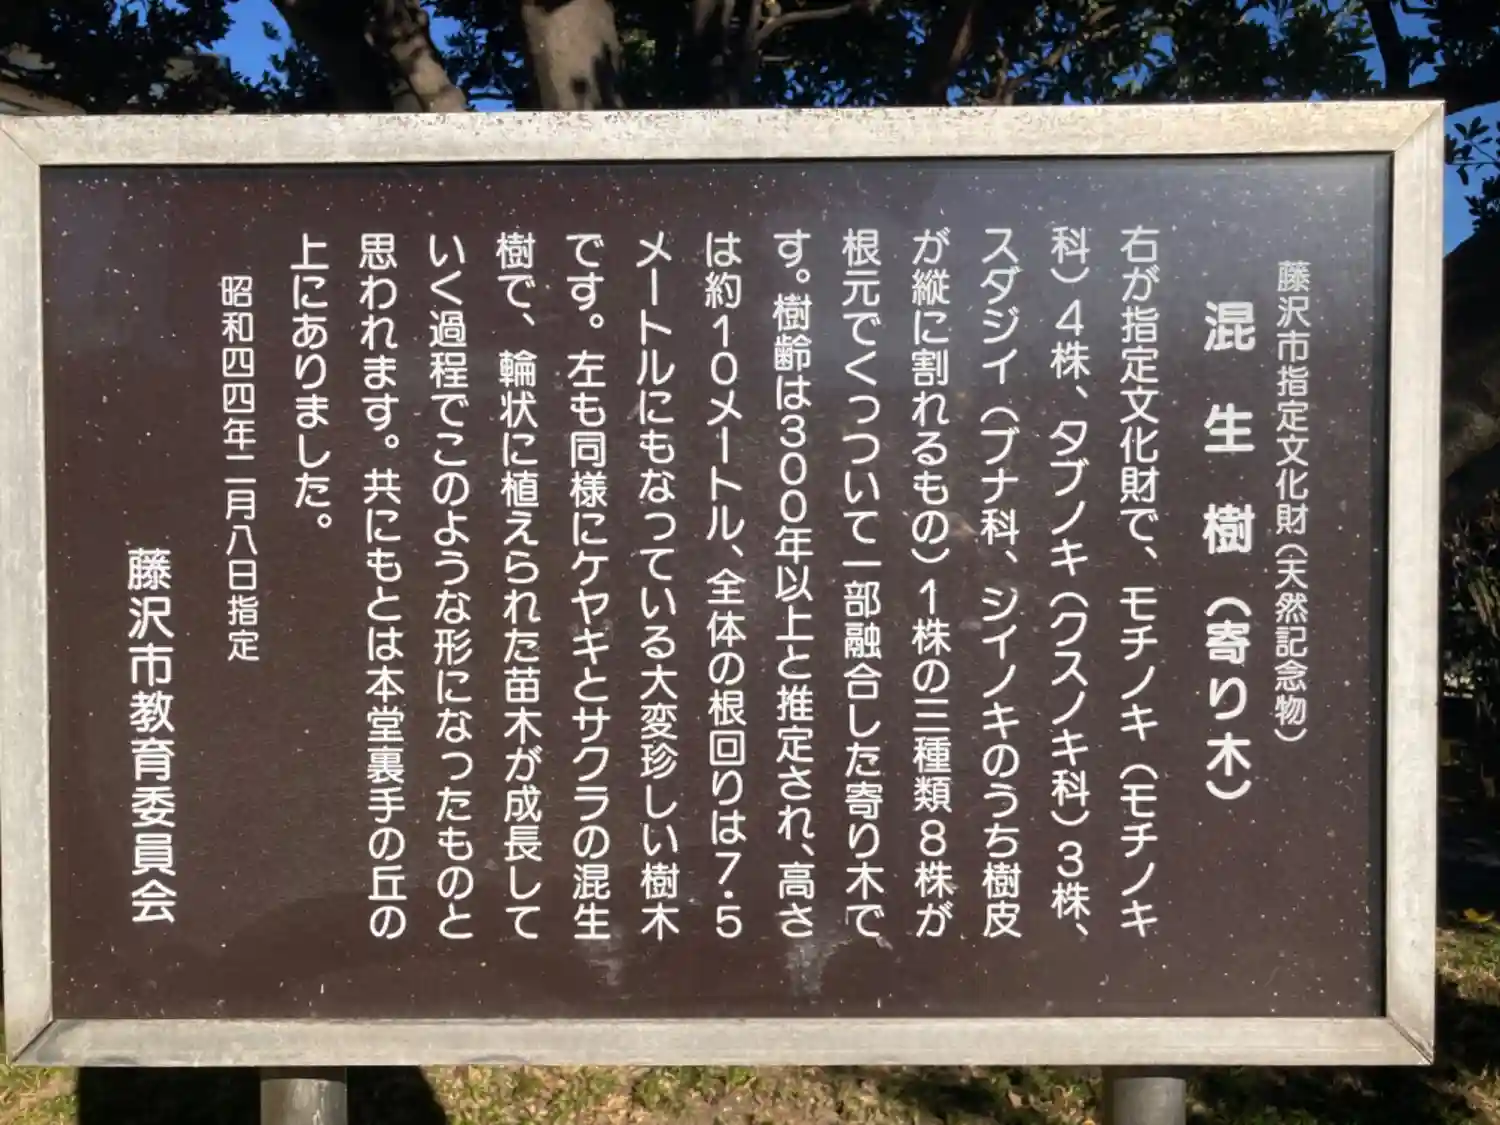 藤沢市指定文化財（天然記念物）
混生樹（寄り木）
右が指定文化財で、モチノキ（モチノキ
科）４株、タブノキ（クスノキ科）３株、
スダジイ（ブナ科、シイノキのうち樹皮
が縦に割れるもの）１株の三種類８株が
根元でくっついて一部融合した寄り木で
す。樹齢は３００年以上と推定され、高さ
は約１０メートル、全体の根回りは７.５
メートルにもなっている大変珍しい樹木
です。左も同様にケヤキとサクラの混生
樹で、輪状に植えられた苗木が成長して
いく過程でこのような形になったものと
思われます。共にもとは本堂裏手の丘の
上にありました。
昭和四四年二月八日指定
藤沢市教育委員会